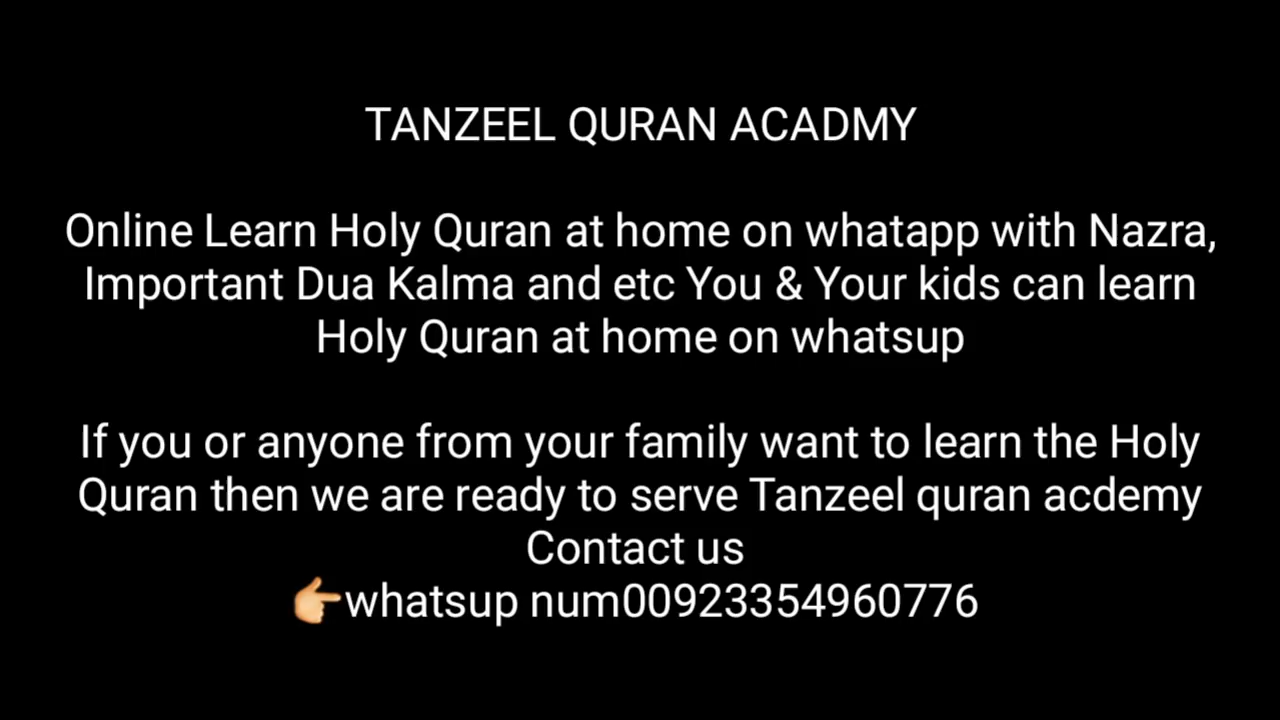 TANZEEL QURAN ACADMY
Online Learn Holy Quran at home on whatapp with Nazra,
Important Dua Kalma and etc You & Your kids can learn
Holy Quran at home on whatsup
If you or anyone from your family want to learn the Holy
Quran then we are ready to serve Tanzeel quran acdemy
Contact us
👉whatsup num00923354960776